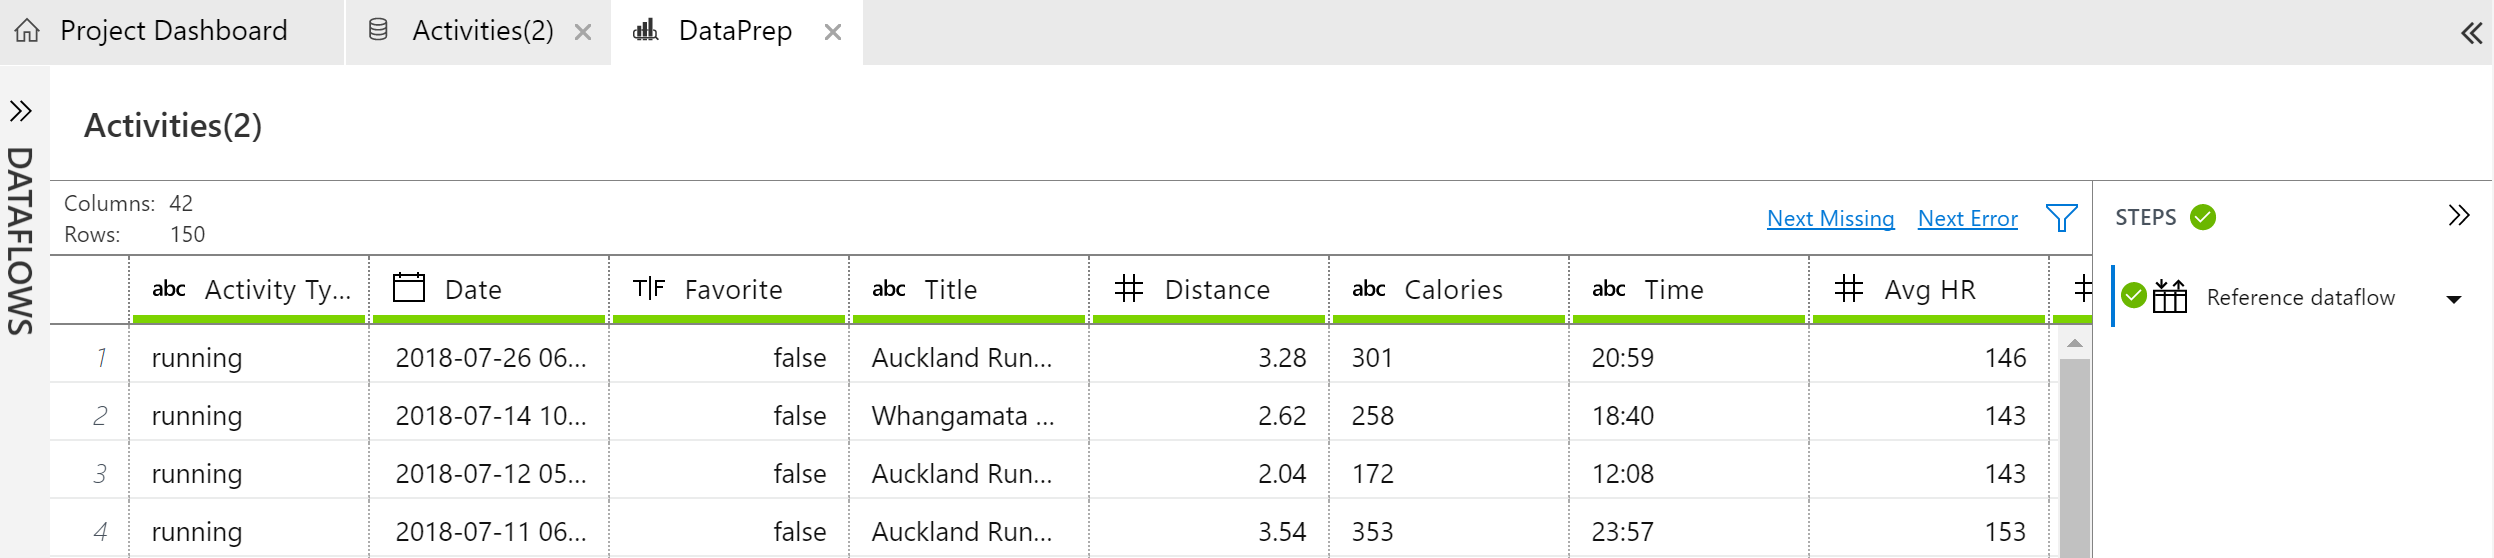 Project Dashboard Activities(2) DataPrep
DATAFLOWS
Activities(2)
Columns: 42
Rows: 150
Next Missing Next Error
STEPS
abc Activity Ty... Date T|F Favorite abc Title # Distance abc Calories abc Time # Avg HR #
Reference dataflow
1 running 2018-07-26 06... false Auckland Run... 3.28 301 20:59 146
2 running 2018-07-14 10... false Whangamata ... 2.62 258 18:40 143
3 running 2018-07-12 05... false Auckland Run... 2.04 172 12:08 143
4 running 2018-07-11 06... false Auckland Run... 3.54 353 23:57 153